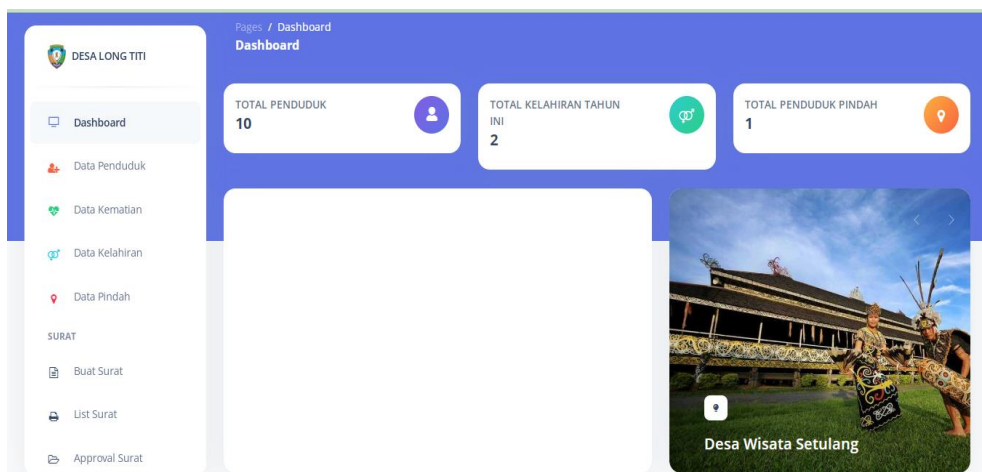 DESA LONG TITI
Dashboard
Data Penduduk
Data Kematian
Data Kelahiran
Data Pindah
SURAT
Buat Surat
List Surat
Approval Surat
Pages / Dashboard
Dashboard
TOTAL PENDUDUK
10
TOTAL KELAHIRAN TAHUN
INI
2
TOTAL PENDUDUK PINDAH
1
Desa Wisata Setulang